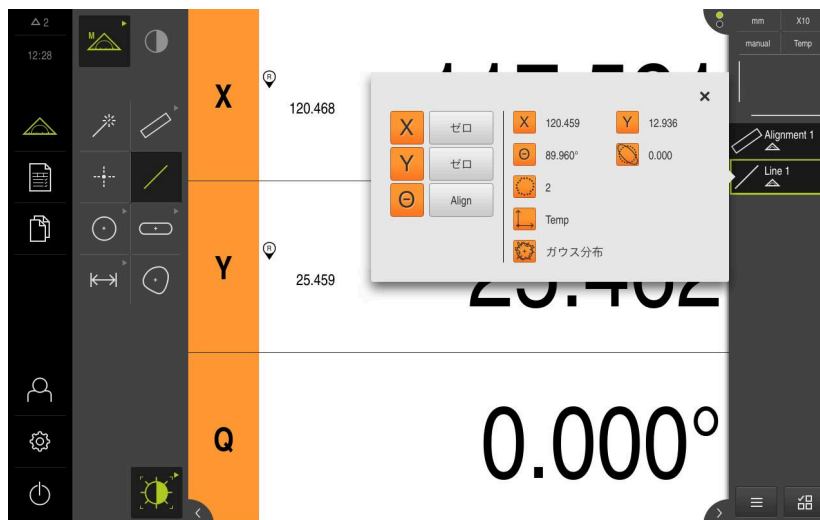 2
12:28
M
X
R
120.468
Y
R
25.459
Q
0.000°
X
ゼロ
Y
ゼロ
Θ
Align
X
120.459
Y
12.936
Θ
89.960°
0.000
2
Temp
ガウス分布
mm
X10
manual
Temp
Alignment 1
Line 1